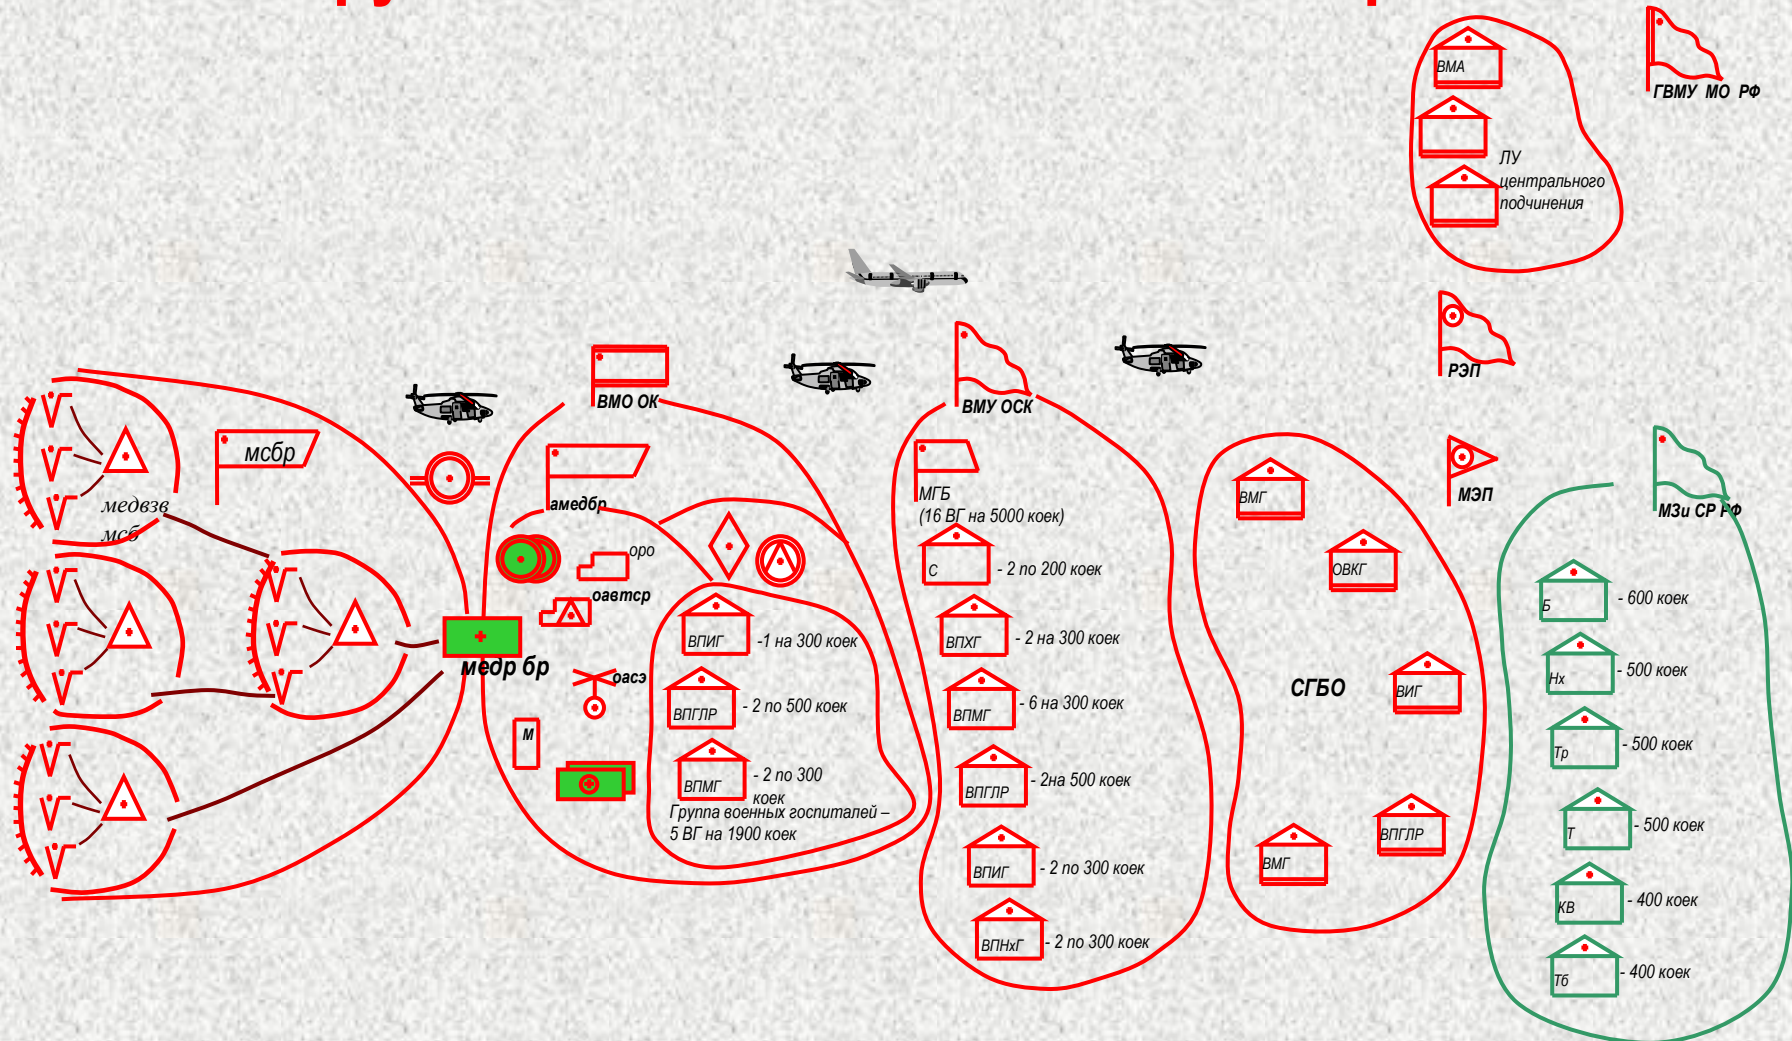 ВМА
ЛУ
центрального
подчинения
ГВМУ МО РФ
РЭП
МЭП
МЗи СР РФ
мсбр
медвзв
мсб
медр бр
ВМО ОК
амедбр
оро
оавтср
оасэ
М
ВПИГ -1 на 300 коек
ВПГЛР - 2 по 500 коек
ВПМГ - 2 по 300
коек
Группа военных госпиталей –
5 ВГ на 1900 коек
ВМУ ОСК
МГБ
(16 ВГ на 5000 коек)
С - 2 по 200 коек
ВПХГ - 2 на 300 коек
ВПМГ - 6 на 300 коек
ВПГЛР - 2на 500 коек
ВПИГ - 2 по 300 коек
ВПНхГ - 2 по 300 коек
ВМГ
ОВКГ
СГБО
ВИГ
ВПГЛР
ВМГ
Б - 600 коек
Нх - 500 коек
Тр - 500 коек
Т - 500 коек
КВ - 400 коек
Тб - 400 коек